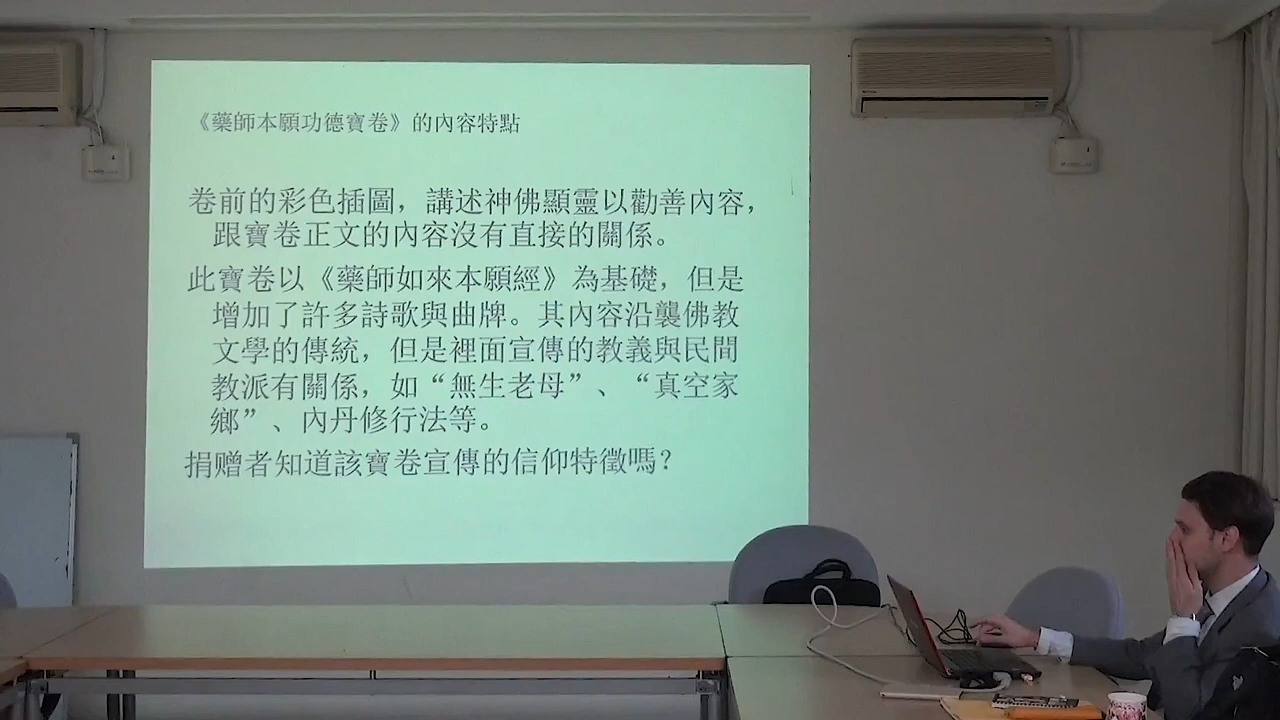 《藥師本願功德寶卷》的內容特點
卷前的彩色插圖，講述神佛顯靈以勸善內容，
跟寶卷正文的內容沒有直接的關係。
此寶卷以《藥師如來本願經》為基礎，但是
增加了許多詩歌與曲牌。其內容沿襲佛教
文學的傳統，但是裡面宣傳的教義與民間
教派有關係，如“無生老母”、“真空家
鄉”、內丹修行法等。
捐赠者知道該寶卷宣傳的信仰特徵嗎？